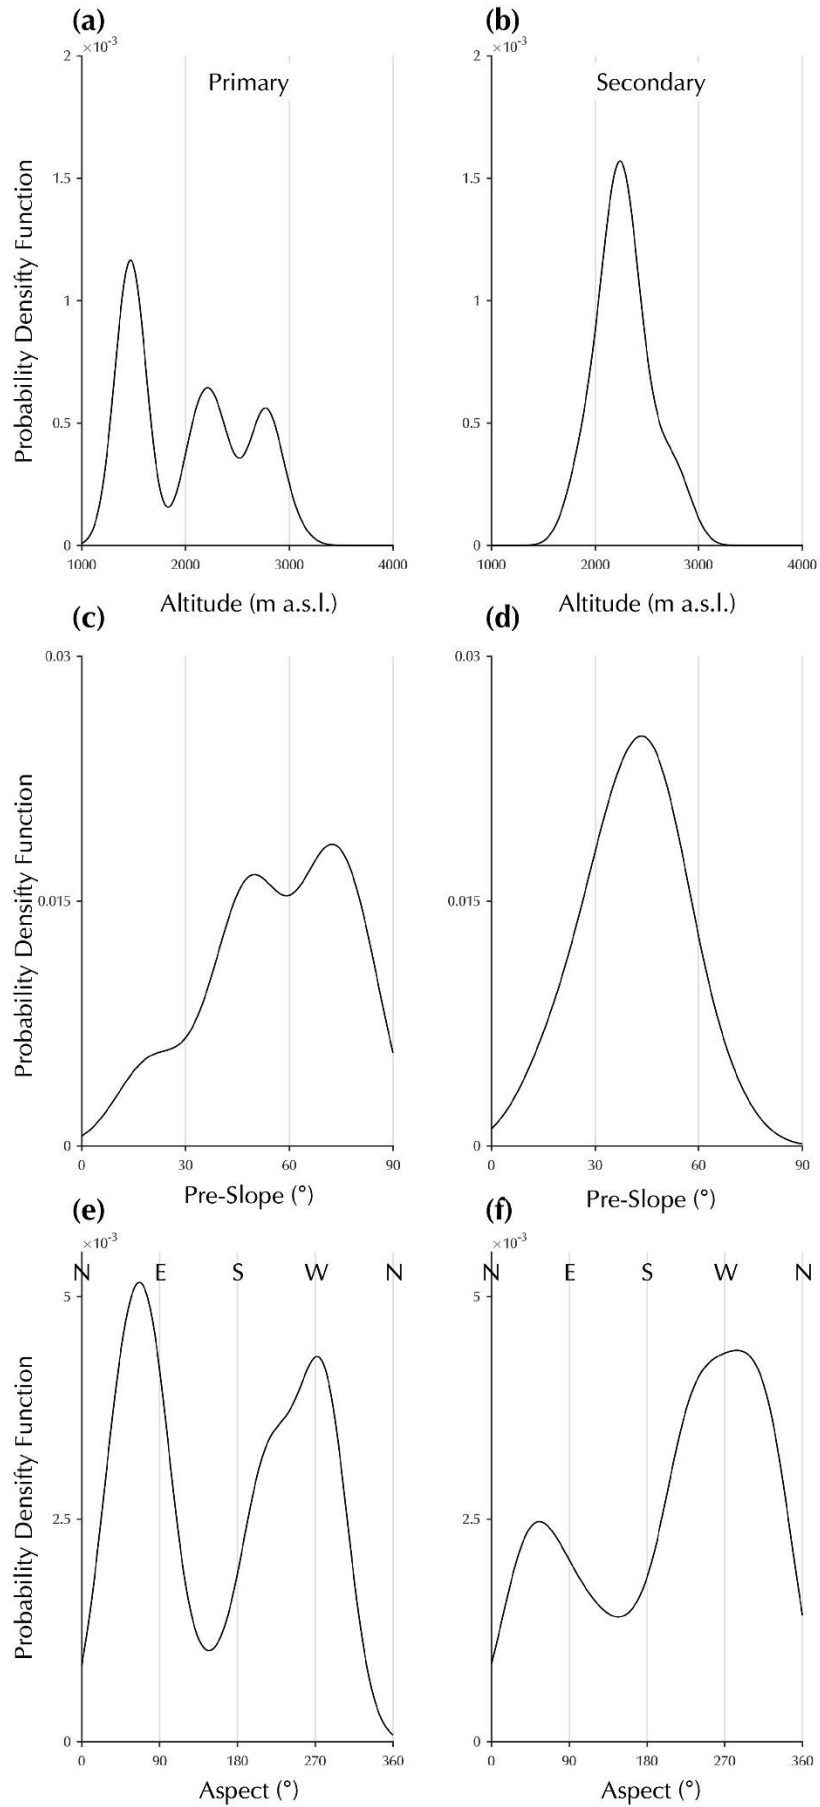 (a)
×10⁻³
Primary
2
1.5
1
0.5
0
Probability Densifty Function
1000 2000 3000 4000
Altitude (m a.s.l.)
(b)
×10⁻³
Secondary
2
1.5
1
0.5
0
1000 2000 3000 4000
Altitude (m a.s.l.)
(c)
0.03
0.015
0
Probability Densifty Function
0 30 60 90
Pre-Slope (°)
(d)
0.03
0.015
0
0 30 60 90
Pre-Slope (°)
(e)
×10⁻³
N E S W N
5
2.5
0
Probability Densifty Function
0 90 180 270 360
Aspect (°)
(f)
×10⁻³
N E S W N
5
2.5
0
0 90 180 270 360
Aspect (°)